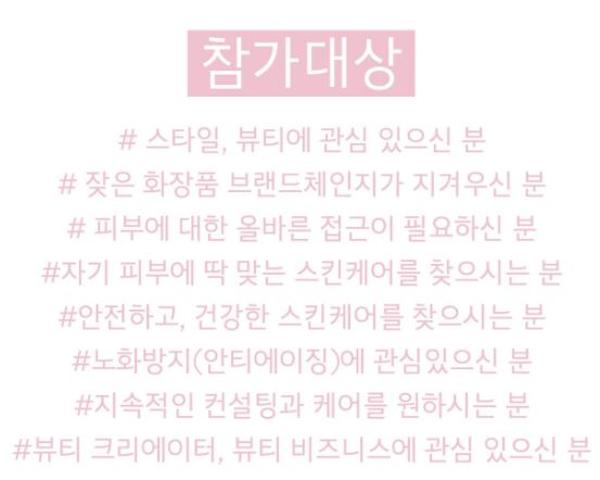 참가대상
# 스타일, 뷰티에 관심 있으신 분
# 잦은 화장품 브랜드체인지가 지겨우신 분
# 피부에 대한 올바른 접근이 필요하신 분
#자기 피부에 딱 맞는 스킨케어를 찾으시는 분
#안전하고, 건강한 스킨케어를 찾으시는 분
#노화방지(안티에이징)에 관심있으신 분
#지속적인 컨설팅과 케어를 원하시는 분
#뷰티 크리에이터, 뷰티 비즈니스에 관심 있으신 분